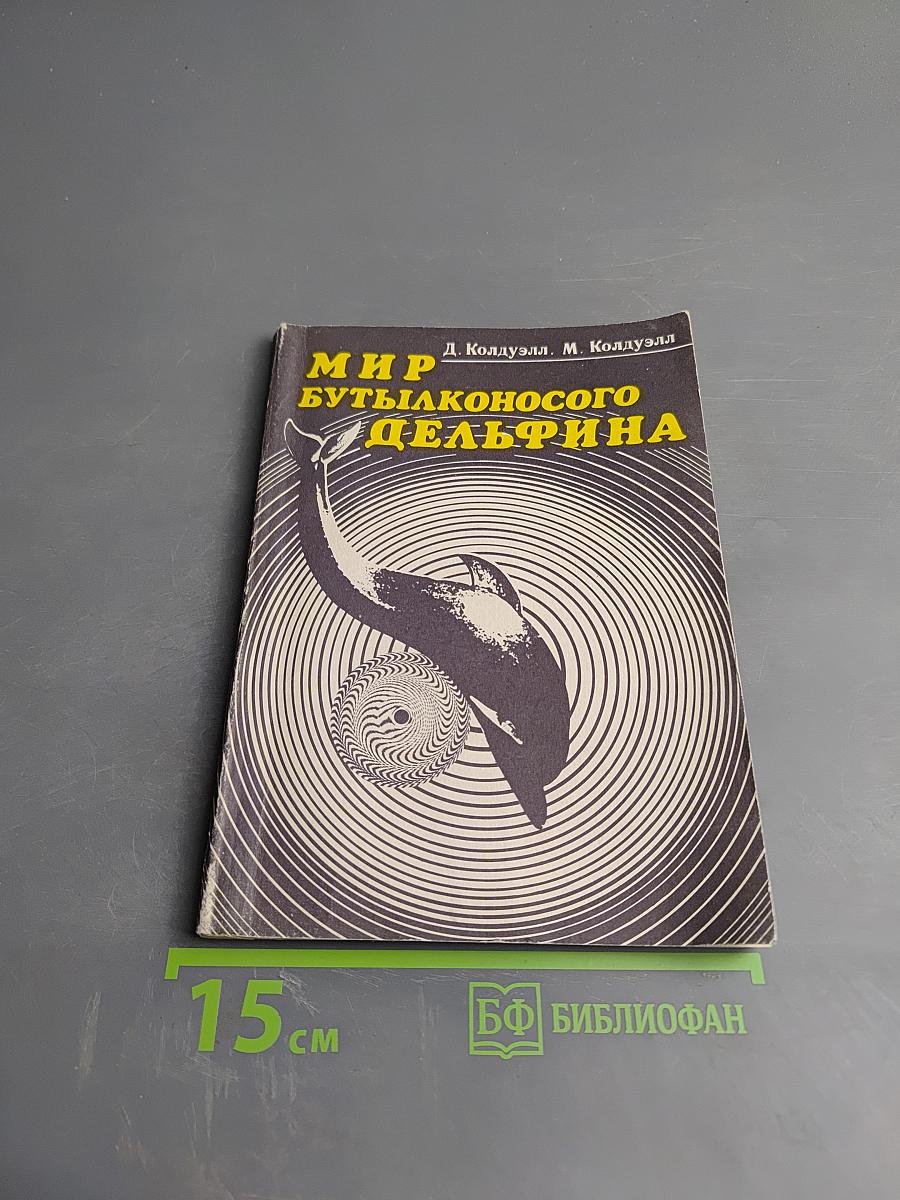 Д. Колдуэлл. М. Колдуэлл
МИР
БУТЫЛКОНОСОГО
ДЕЛЬФИНА
15 см
БФ БИБЛИОФАН